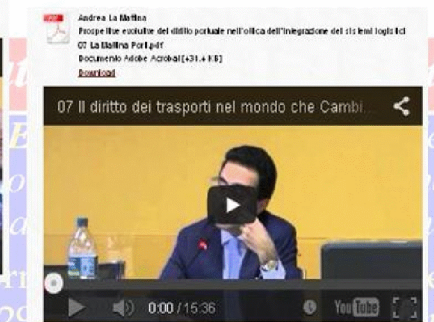 Andrea La Mattina
Prospettive evolutive del diritto portuale nell'ottica dell'integrazione dei sistemi logistici
07 La Mattina Porti.pdf
Documento Adobe Acrobat [431.4 KB]
Download
07 Il diritto dei trasporti nel mondo che Cambi...
0:00 / 15:36
YouTube